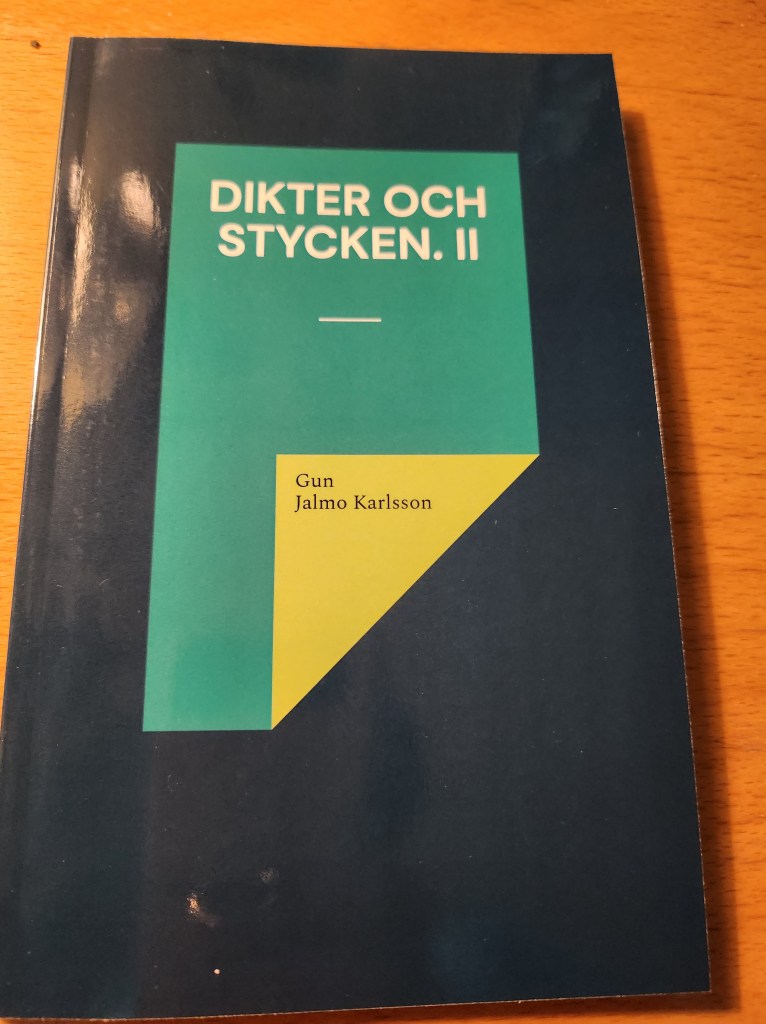 DIKTER OCH
STYCKEN. II
Gun
Jalmo Karlsson